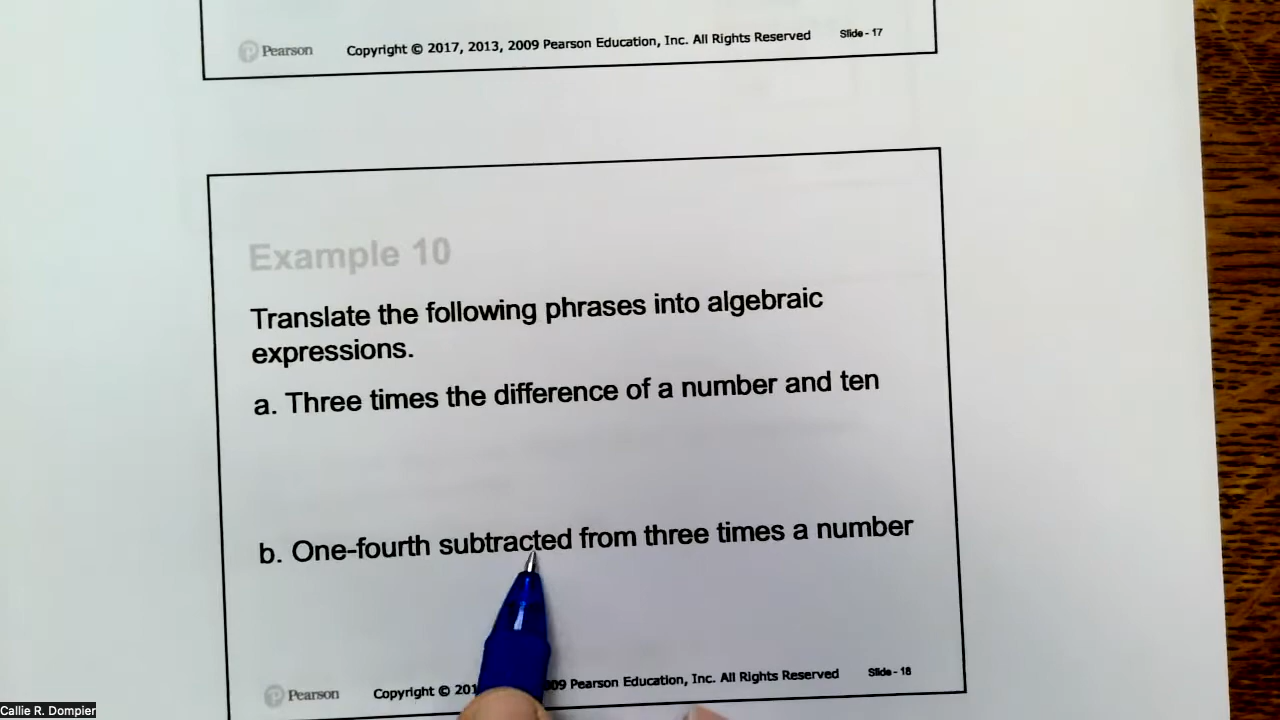 Pearson Copyright © 2017, 2013, 2009 Pearson Education, Inc. All Rights Reserved Slide - 17
Example 10
Translate the following phrases into algebraic
expressions.
a. Three times the difference of a number and ten
b. One-fourth subtracted from three times a number
Pearson Copyright © 201 09 Pearson Education, Inc. All Rights Reserved Slide - 18
Callie R. Dompier